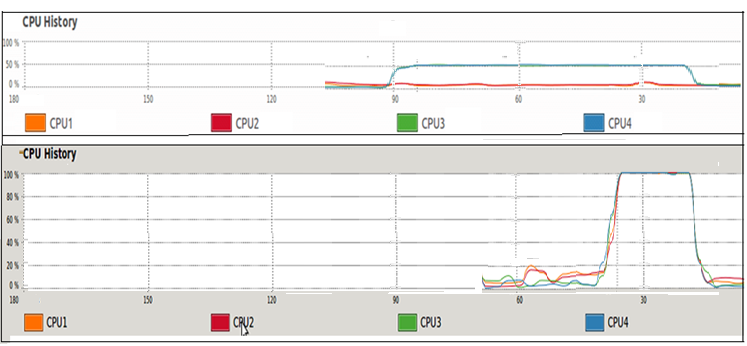 CPU History
100 %
50 %
0 %
180 150 120 90 60 30
CPU1 CPU2 CPU3 CPU4
CPU History
100 %
80 %
60 %
40 %
20 %
0 %
180 150 120 90 60 30
CPU1 CPU2 CPU3 CPU4